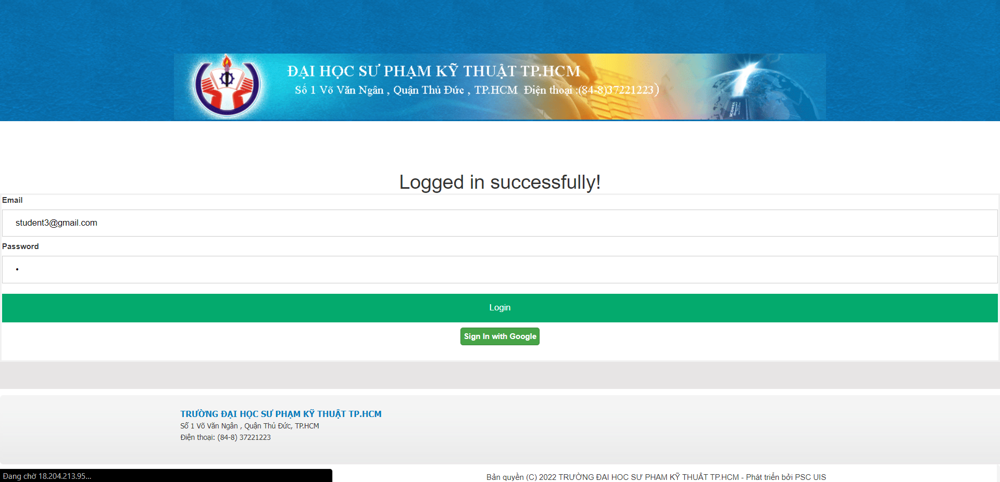 ĐẠI HỌC SƯ PHẠM KỸ THUẬT TP.HCM
Số 1 Võ Văn Ngân , Quận Thủ Đức , TP.HCM Điện thoại :(84-8)37221223)
Logged in successfully!
Email
student3@gmail.com
Password
•
Login
Sign In with Google
TRƯỜNG ĐẠI HỌC SƯ PHẠM KỸ THUẬT TP.HCM
Số 1 Võ Văn Ngân , Quận Thủ Đức, TP.HCM
Điện thoại: (84-8) 37221223
Đang chờ 18.204.213.95...
Bản quyền (C) 2022 TRƯỜNG ĐẠI HỌC SƯ PHẠM KỸ THUẬT TP.HCM - Phát triển bởi PSC UIS